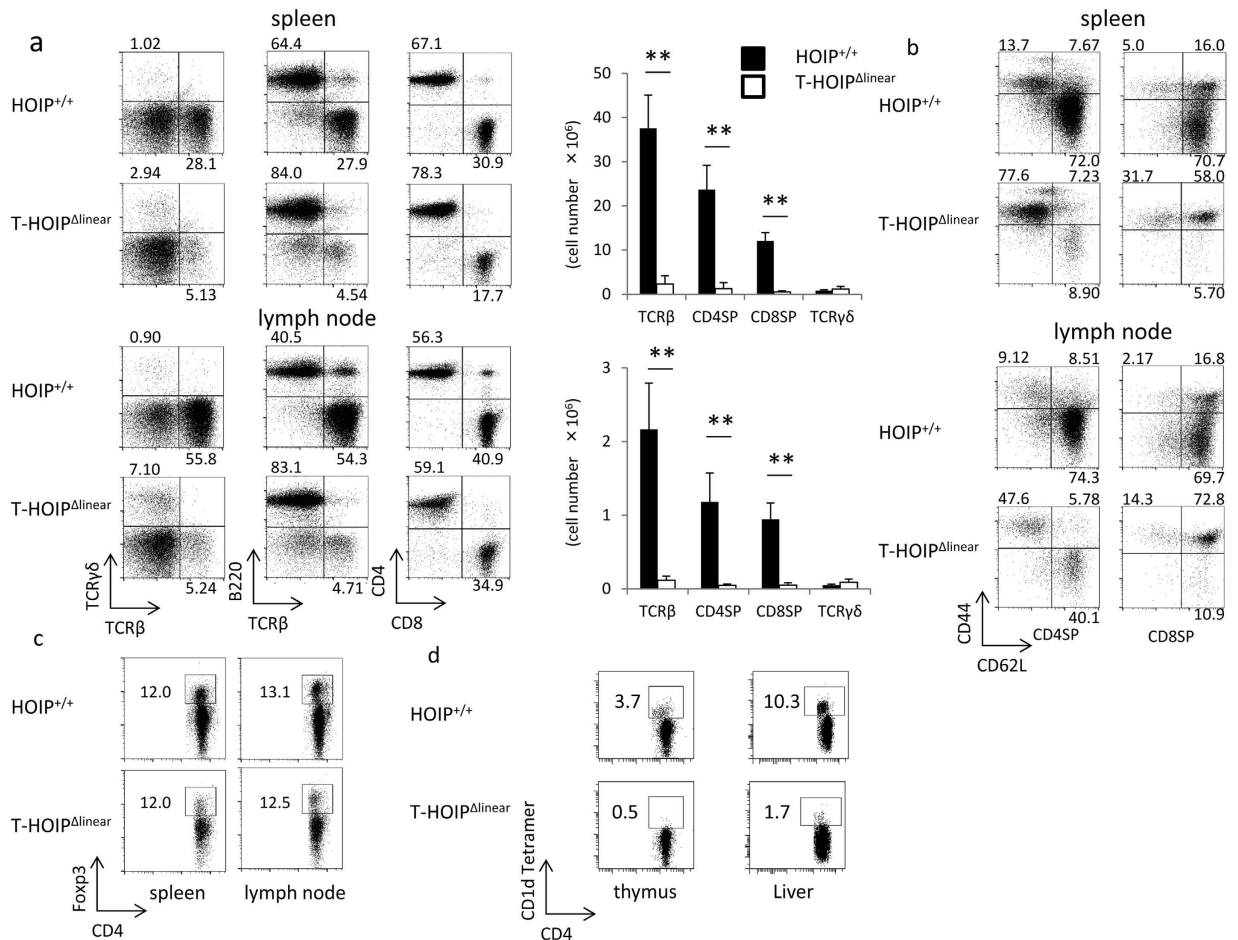 a
spleen
1.02
64.4
67.1
HOIP+/+
28.1
27.9
30.9
2.94
84.0
78.3
T-HOIPΔlinear
5.13
4.54
17.7
lymph node
0.90
40.5
56.3
HOIP+/+
55.8
54.3
40.9
7.10
83.1
59.1
T-HOIPΔlinear
5.24
4.71
34.9
TCRγδ
TCRβ
B220
TCRβ
CD4
CD8
HOIP+/+
T-HOIPΔlinear
(cell number ×10⁶)
50
40
30
20
10
0
**
**
**
TCRβ
CD4SP
CD8SP
TCRγδ
(cell number ×10⁶)
3
2
1
0
**
**
**
TCRβ
CD4SP
CD8SP
TCRγδ
b
spleen
13.7 7.67
5.0 16.0
HOIP+/+
72.0
70.7
77.6 7.23
31.7 58.0
T-HOIPΔlinear
8.90
5.70
lymph node
9.12 8.51
2.17 16.8
HOIP+/+
74.3
69.7
47.6 5.78
14.3 72.8
T-HOIPΔlinear
40.1
10.9
CD44
CD62L
CD4SP
CD8SP
c
HOIP+/+
12.0
13.1
T-HOIPΔlinear
12.0
12.5
Foxp3
CD4
spleen
lymph node
d
HOIP+/+
3.7
10.3
T-HOIPΔlinear
0.5
1.7
CD1d Tetramer
CD4
thymus
Liver